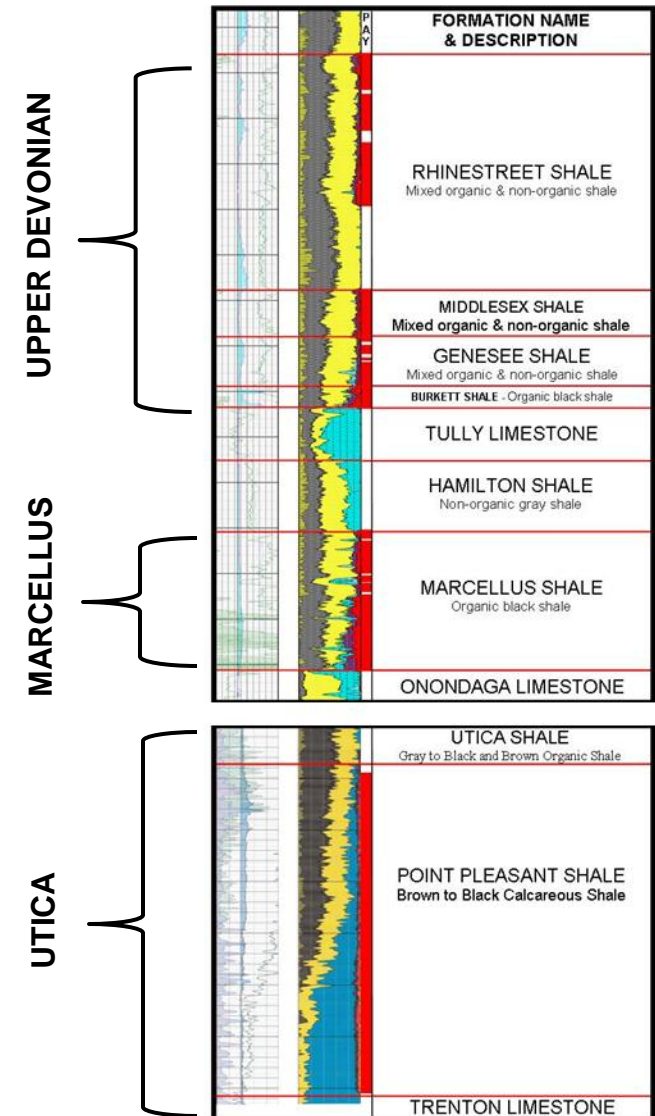 UPPER DEVONIAN
MARCELLUS
UTICA
PAY
FORMATION NAME
& DESCRIPTION
RHINESTREET SHALE
Mixed organic & non-organic shale
MIDDLESEX SHALE
Mixed organic & non-organic shale
GENESEE SHALE
Mixed organic & non-organic shale
BURKETT SHALE - Organic black shale
TULLY LIMESTONE
HAMILTON SHALE
Non-organic gray shale
MARCELLUS SHALE
Organic black shale
ONONDAGA LIMESTONE
UTICA SHALE
Gray to Black and Brown Organic Shale
POINT PLEASANT SHALE
Brown to Black Calcareous Shale
TRENTON LIMESTONE